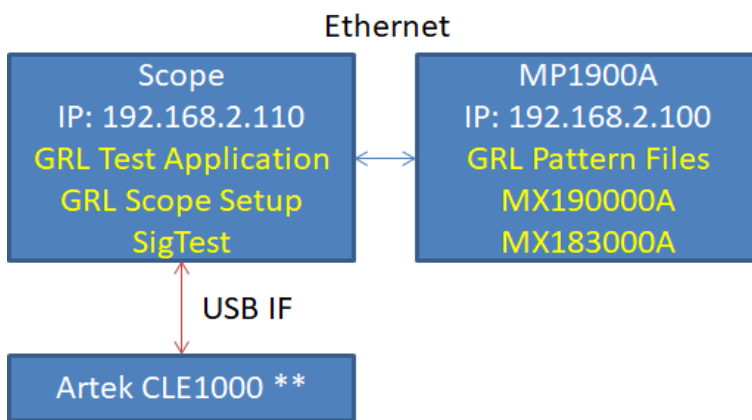 Ethernet
Scope
IP: 192.168.2.110
GRL Test Application
GRL Scope Setup
SigTest
MP1900A
IP: 192.168.2.100
GRL Pattern Files
MX190000A
MX183000A
USB IF
Artek CLE1000 **